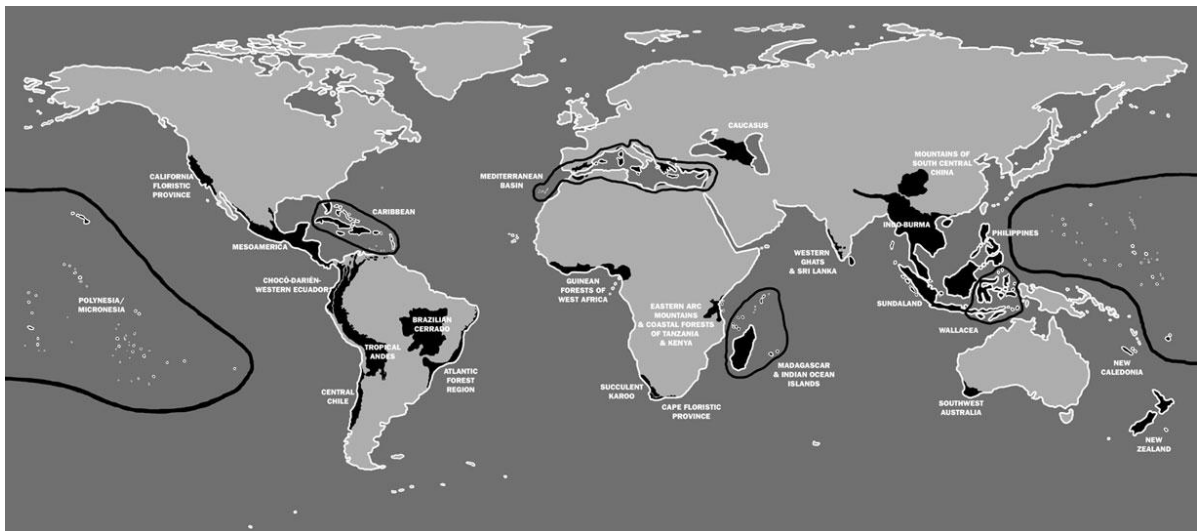 CALIFORNIA
FLORISTIC
PROVINCE
MESOAMERICA
CARIBBEAN
CHOCÓ-DARIÉN-
WESTERN ECUADOR
POLYNESIA/
MICRONESIA
BRAZILIAN
CERRADO
TROPICAL
ANDES
ATLANTIC
FOREST
REGION
CENTRAL
CHILE
MEDITERRANEAN
BASIN
CAUCASUS
GUINEAN
FORESTS OF
WEST AFRICA
EASTERN ARC
MOUNTAINS
& COASTAL FORESTS
OF TANZANIA
& KENYA
MADAGASCAR
& INDIAN OCEAN
ISLANDS
SUCCULENT
KAROO
CAPE FLORISTIC
PROVINCE
MOUNTAINS OF
SOUTH CENTRAL
CHINA
INDO-BURMA
WESTERN
GHATS
& SRI LANKA
PHILIPPINES
SUNDALAND
WALLACEA
NEW
CALEDONIA
SOUTHWEST
AUSTRALIA
NEW
ZEALAND